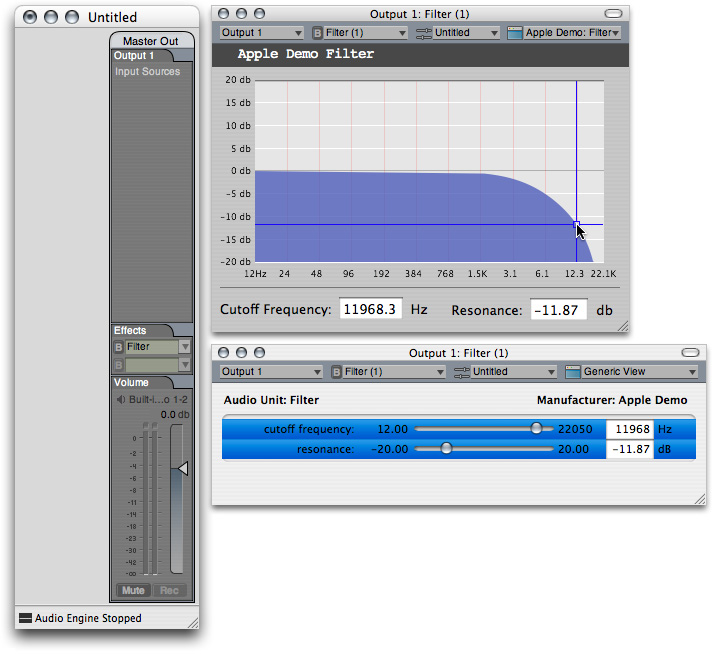 Untitled
Master Out
Output 1
Input Sources
Effects
B Filter
B
Volume
Built-i...o 1-2
0.0 db
0
-2
-4
-6
-8
-11
-14
-18
-23
-30
-42
-∞
Mute Rec
Audio Engine Stopped
Output 1: Filter (1)
Output 1 B Filter (1) Untitled Apple Demo: Filter
Apple Demo Filter
20 db
15 db
10 db
5 db
0 db
-5 db
-10 db
-15 db
-20 db
12Hz 24 48 96 192 384 768 1.5K 3.1 6.1 12.3 22.1K
Cutoff Frequency: 11968.3 Hz Resonance: -11.87 db
Output 1: Filter (1)
Output 1 B Filter (1) Untitled Generic View
Audio Unit: Filter Manufacturer: Apple Demo
cutoff frequency: 12.00 22050 11968 Hz
resonance: -20.00 20.00 -11.87 dB